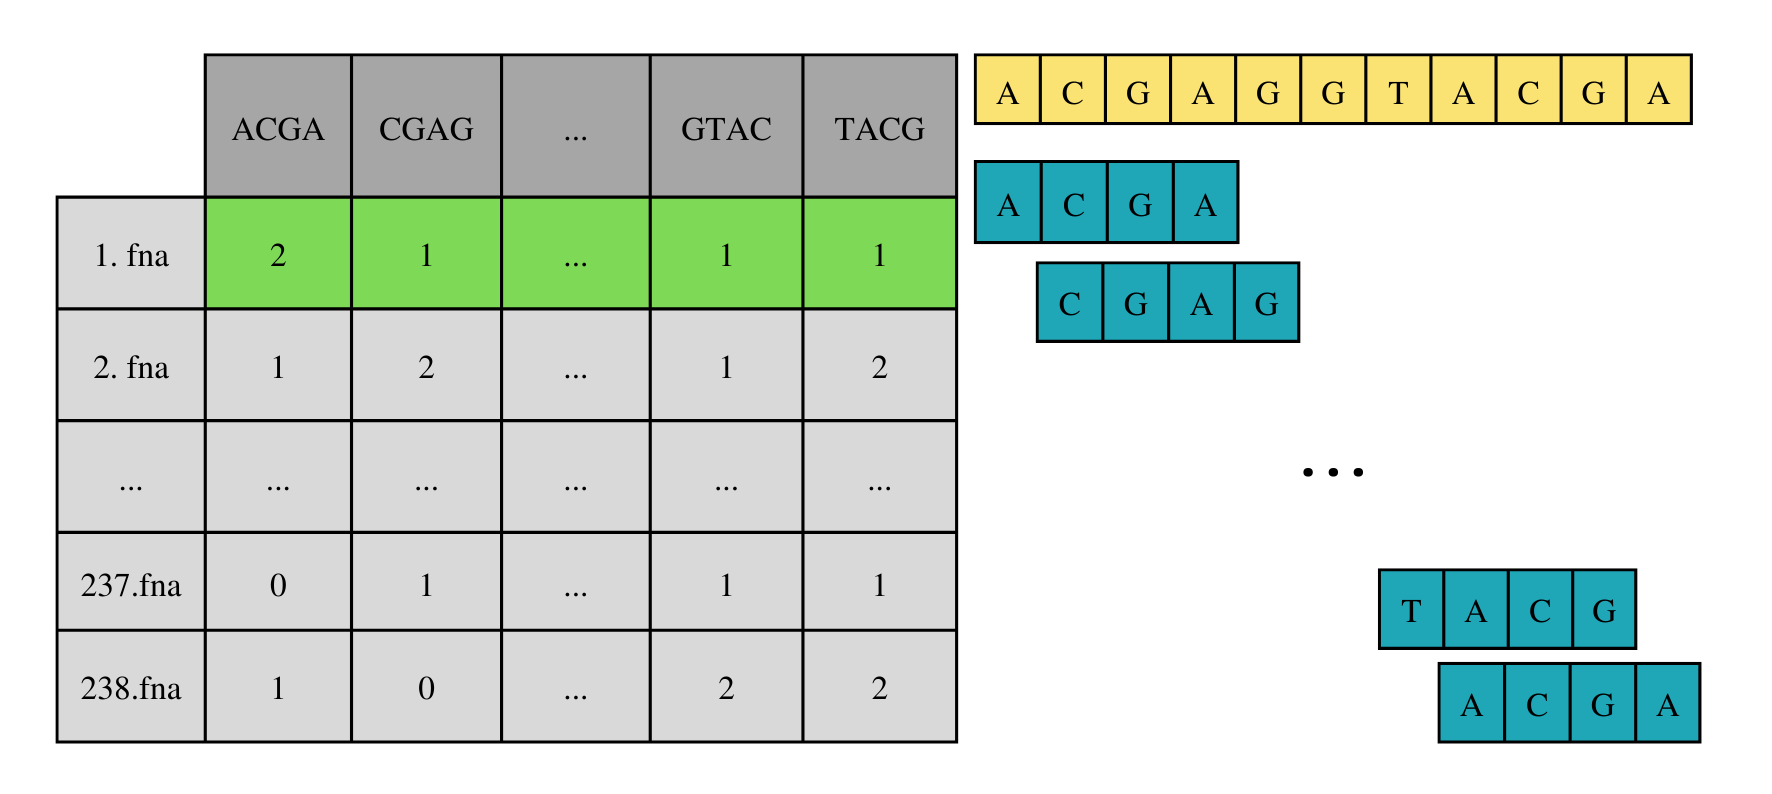 ACGA CGAG ... GTAC TACG
1. fna 2 1 ... 1 1
2. fna 1 2 ... 1 2
... ... ... ... ... ...
237.fna 0 1 ... 1 1
238.fna 1 0 ... 2 2
A C G A G G T A C G A
A C G A
C G A G
...
T A C G
A C G A